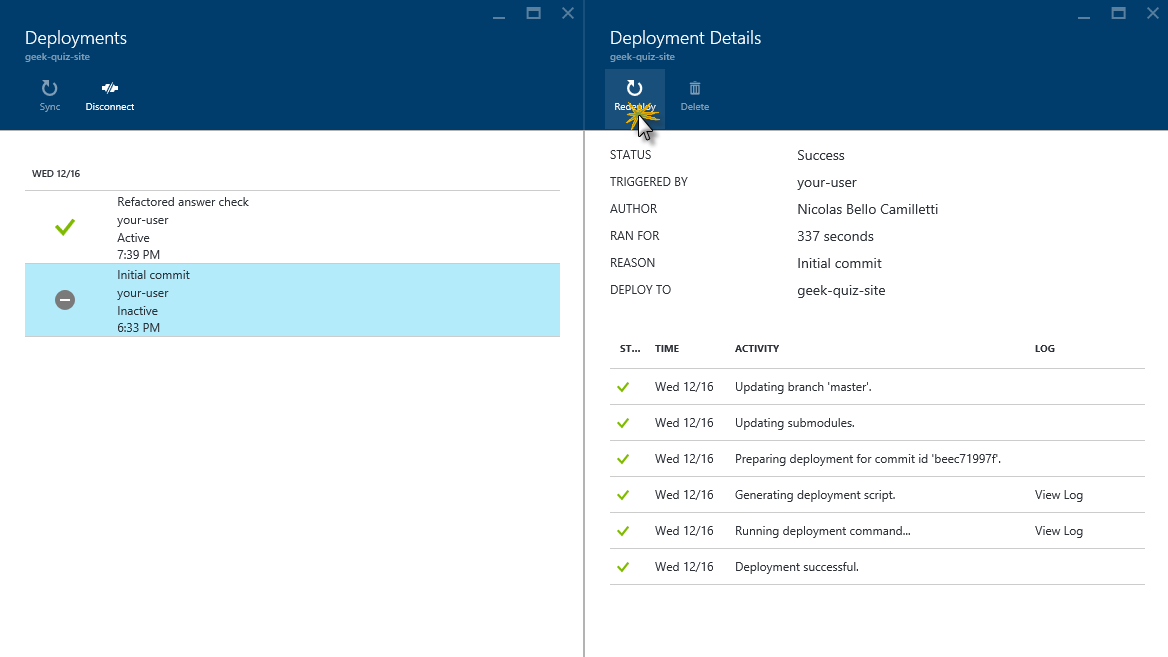 Deployments
geek-quiz-site
Sync
Disconnect
WED 12/16
Refactored answer check
your-user
Active
7:39 PM
Initial commit
your-user
Inactive
6:33 PM
Deployment Details
geek-quiz-site
Redeploy
Delete
STATUS Success
TRIGGERED BY your-user
AUTHOR Nicolas Bello Camilletti
RAN FOR 337 seconds
REASON Initial commit
DEPLOY TO geek-quiz-site
ST... TIME ACTIVITY LOG
Wed 12/16 Updating branch 'master'.
Wed 12/16 Updating submodules.
Wed 12/16 Preparing deployment for commit id 'beec71997f'.
Wed 12/16 Generating deployment script. View Log
Wed 12/16 Running deployment command... View Log
Wed 12/16 Deployment successful.